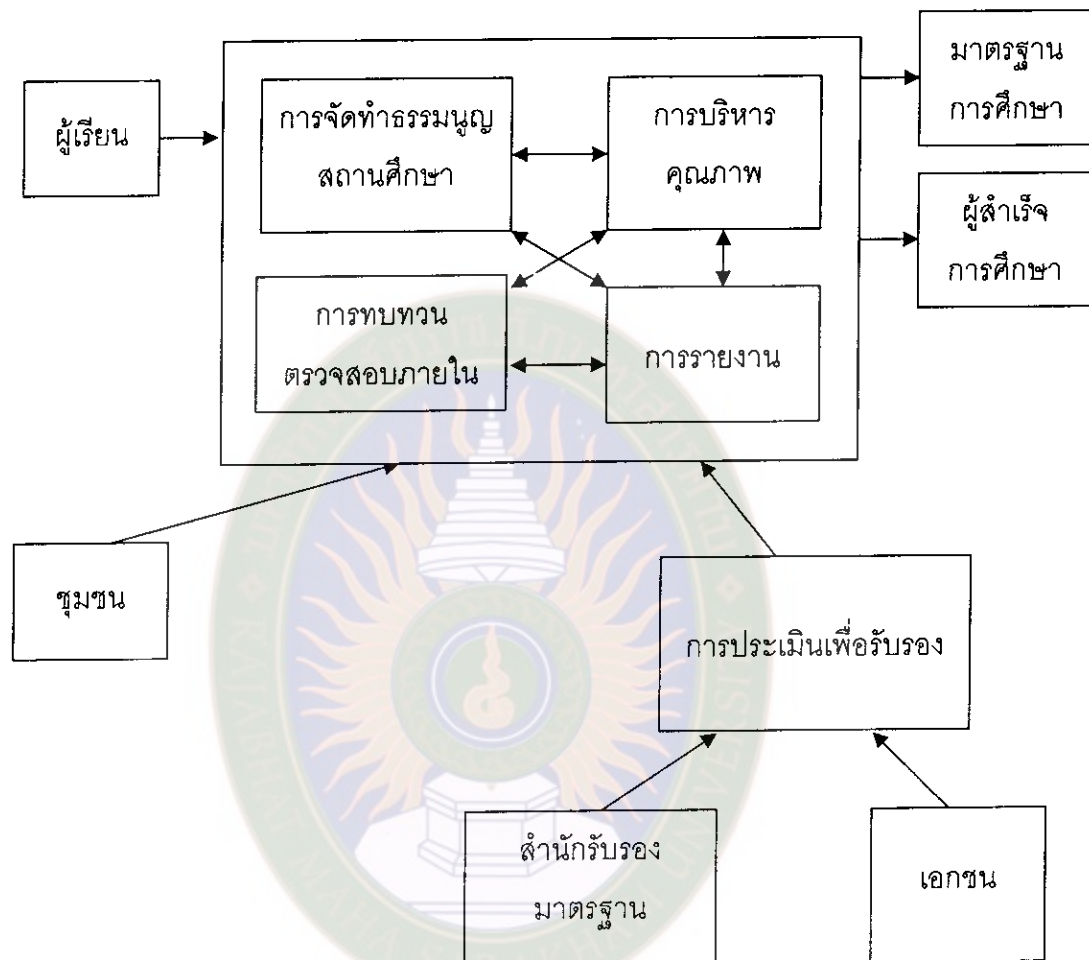 มาตรฐาน
การศึกษา
ผู้เรียน
การจัดทำธรรมนูญ
สถานศึกษา
การบริหาร
คุณภาพ
ผู้สำเร็จ
การศึกษา
การทบทวน
ตรวจสอบภายใน
การรายงาน
ชุมชน
การประเมินเพื่อรับรอง
สำนักรับรอง
มาตรฐาน
เอกชน